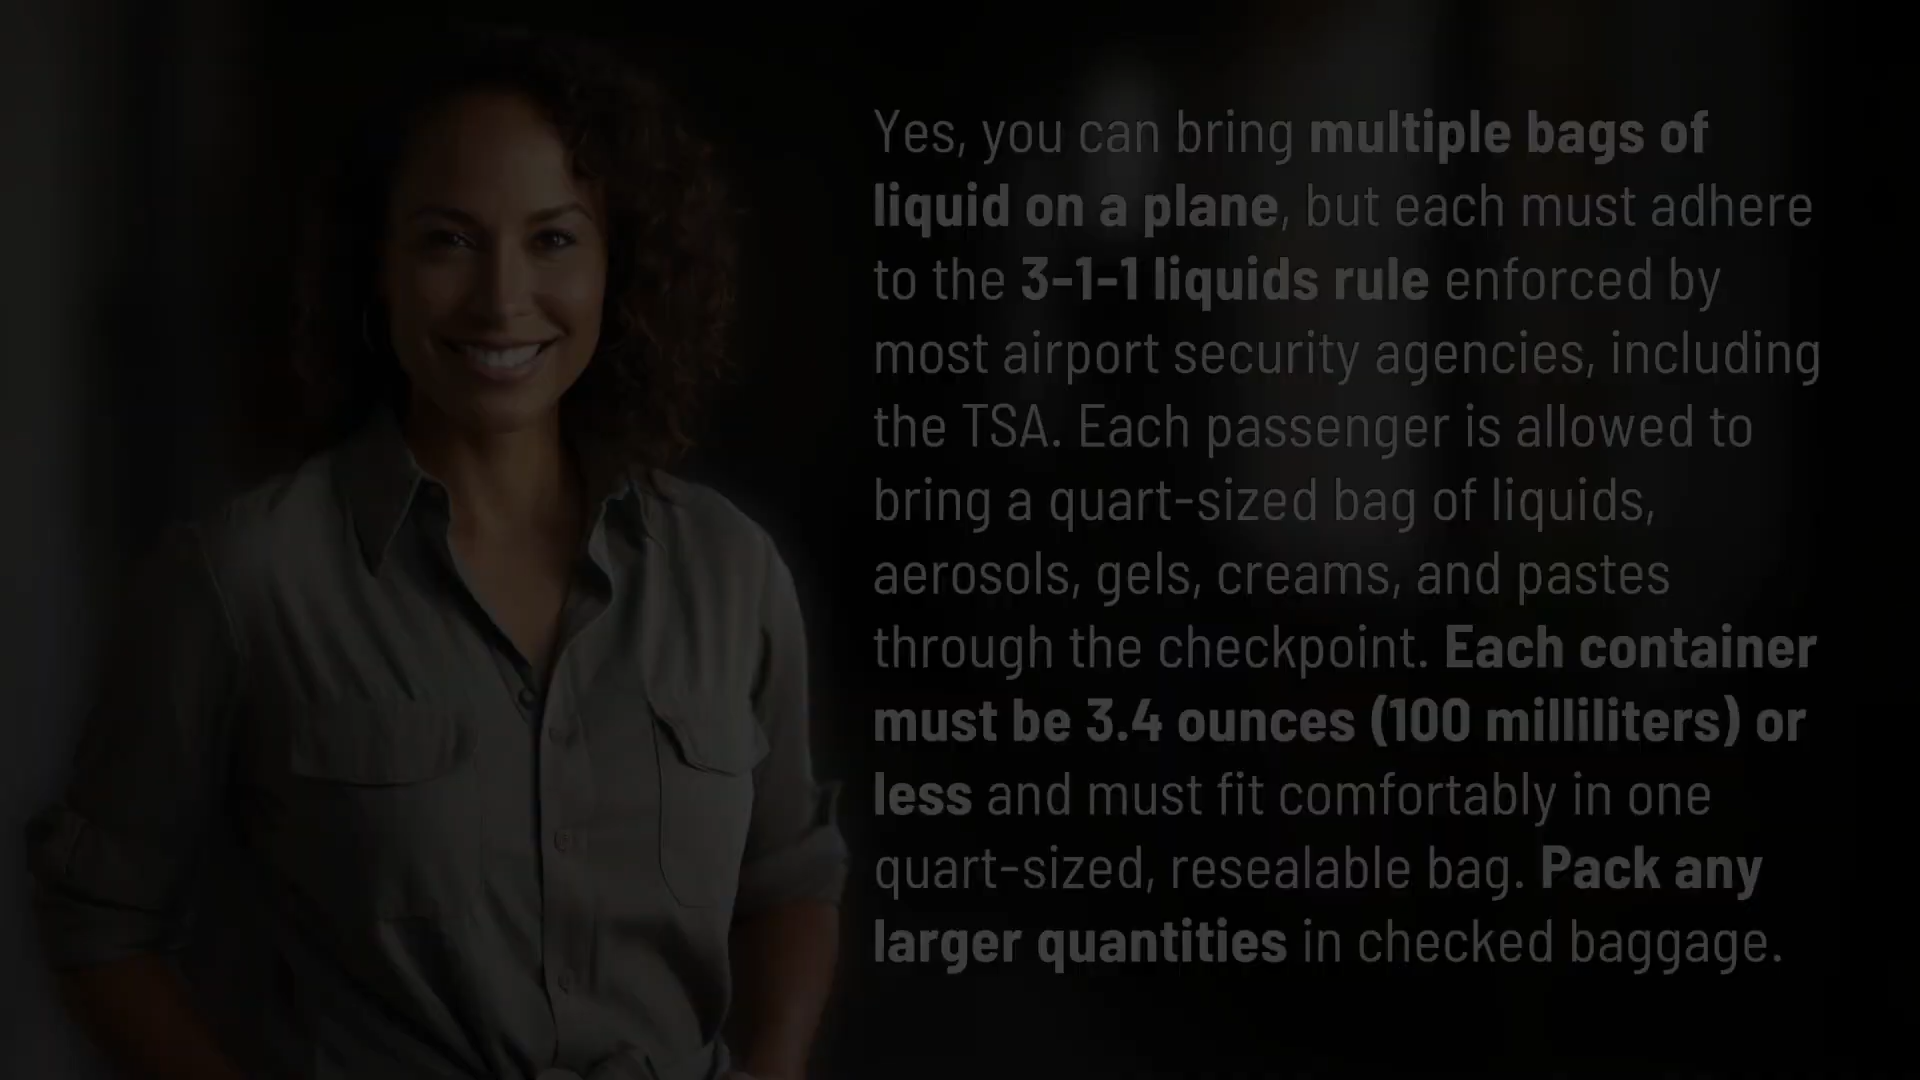 Yes, you can bring multiple bags of
liquid on a plane, but each must adhere
to the 3-1-1 liquids rule enforced by
most airport security agencies, including
the TSA. Each passenger is allowed to
bring a quart-sized bag of liquids,
aerosols, gels, creams, and pastes
through the checkpoint. Each container
must be 3.4 ounces (100 milliliters) or
less and must fit comfortably in one
quart-sized, resealable bag. Pack any
larger quantities in checked baggage.